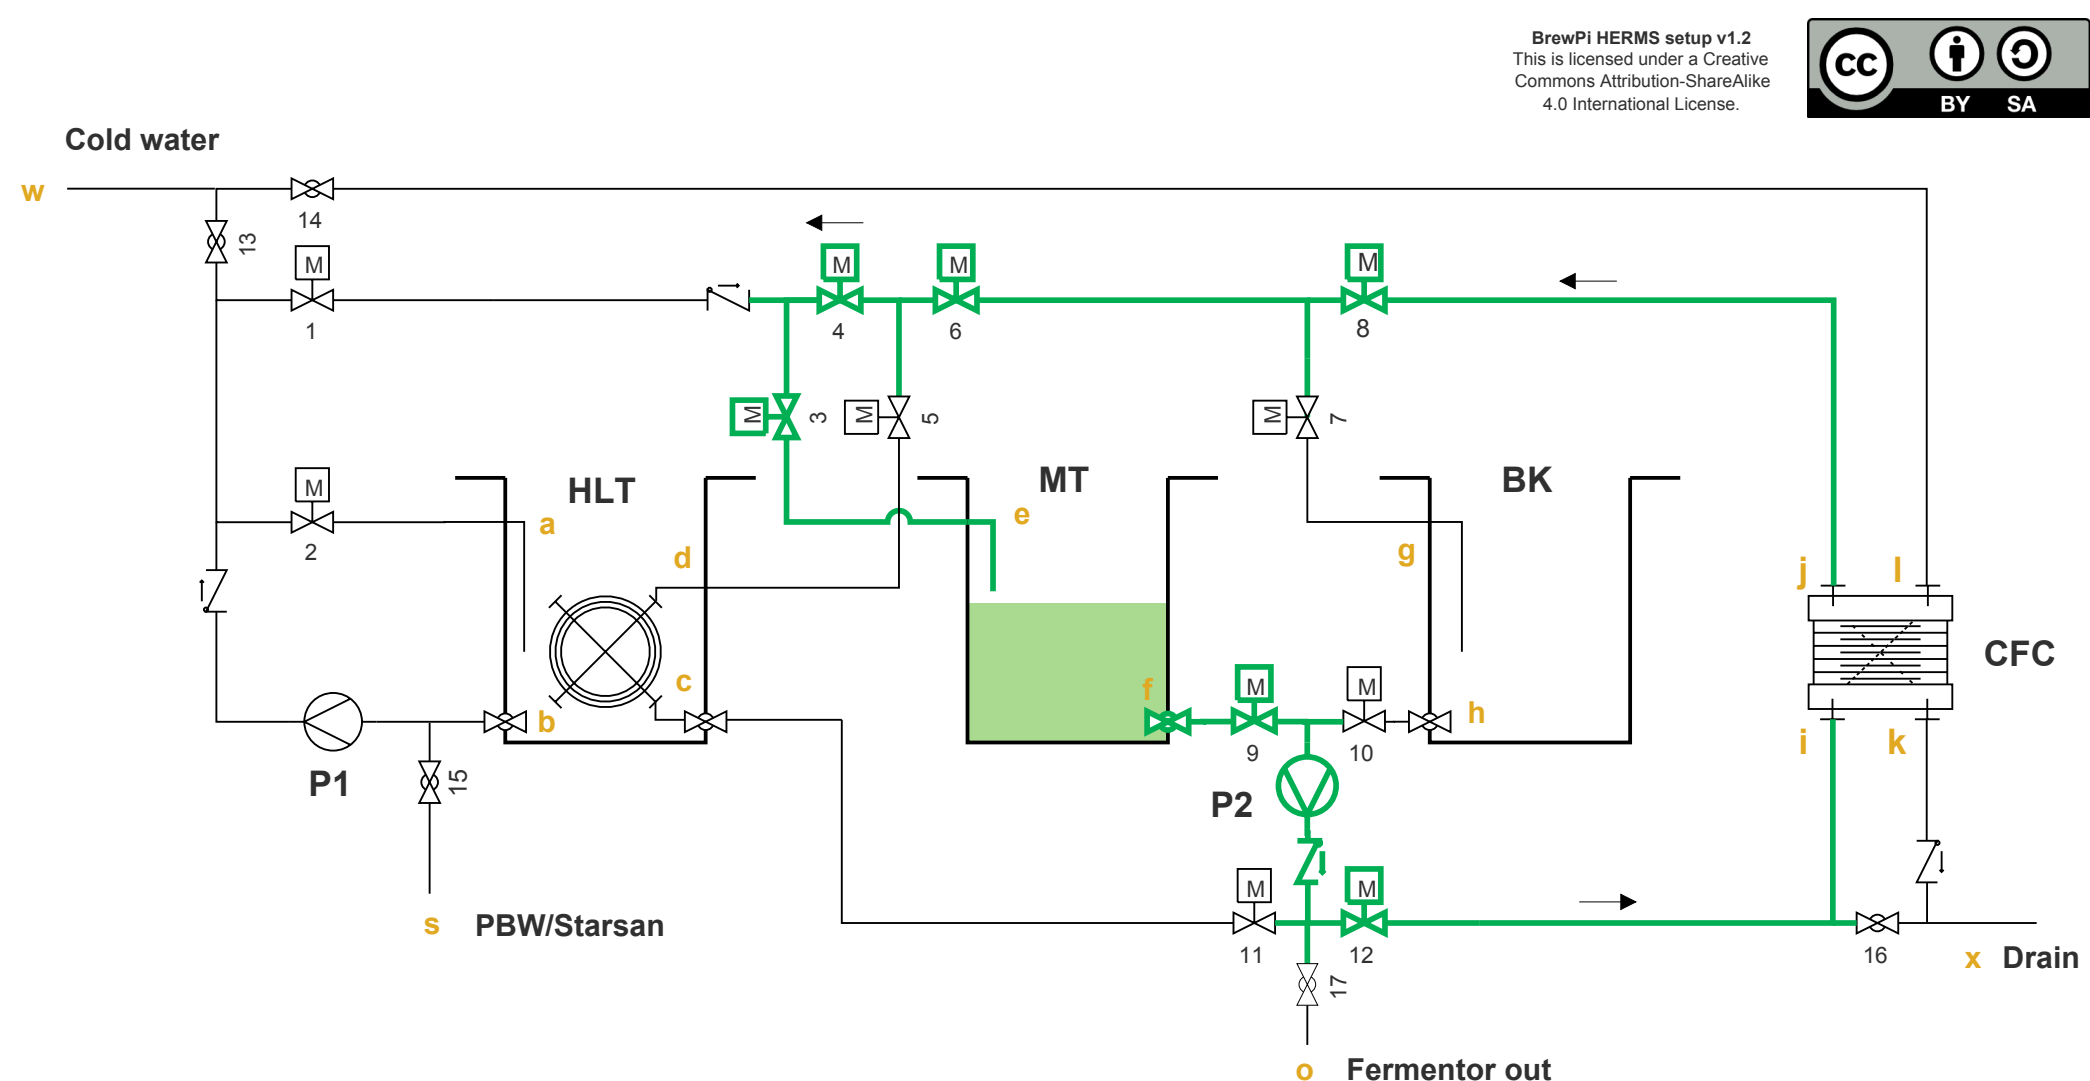 BrewPi HERMS setup v1.2
This is licensed under a Creative
Commons Attribution-ShareAlike
4.0 International License.
cc
BY SA
Cold water
w
14
13
M
1
M
4
M
6
M
8
M
3
M
5
M
7
M
2
HLT
MT
BK
a
d
e
g
j
l
CFC
c
b
f
M
9
M
10
h
i
k
P1
15
P2
s
PBW/Starsan
M
11
M
12
17
16
x
Drain
o
Fermentor out